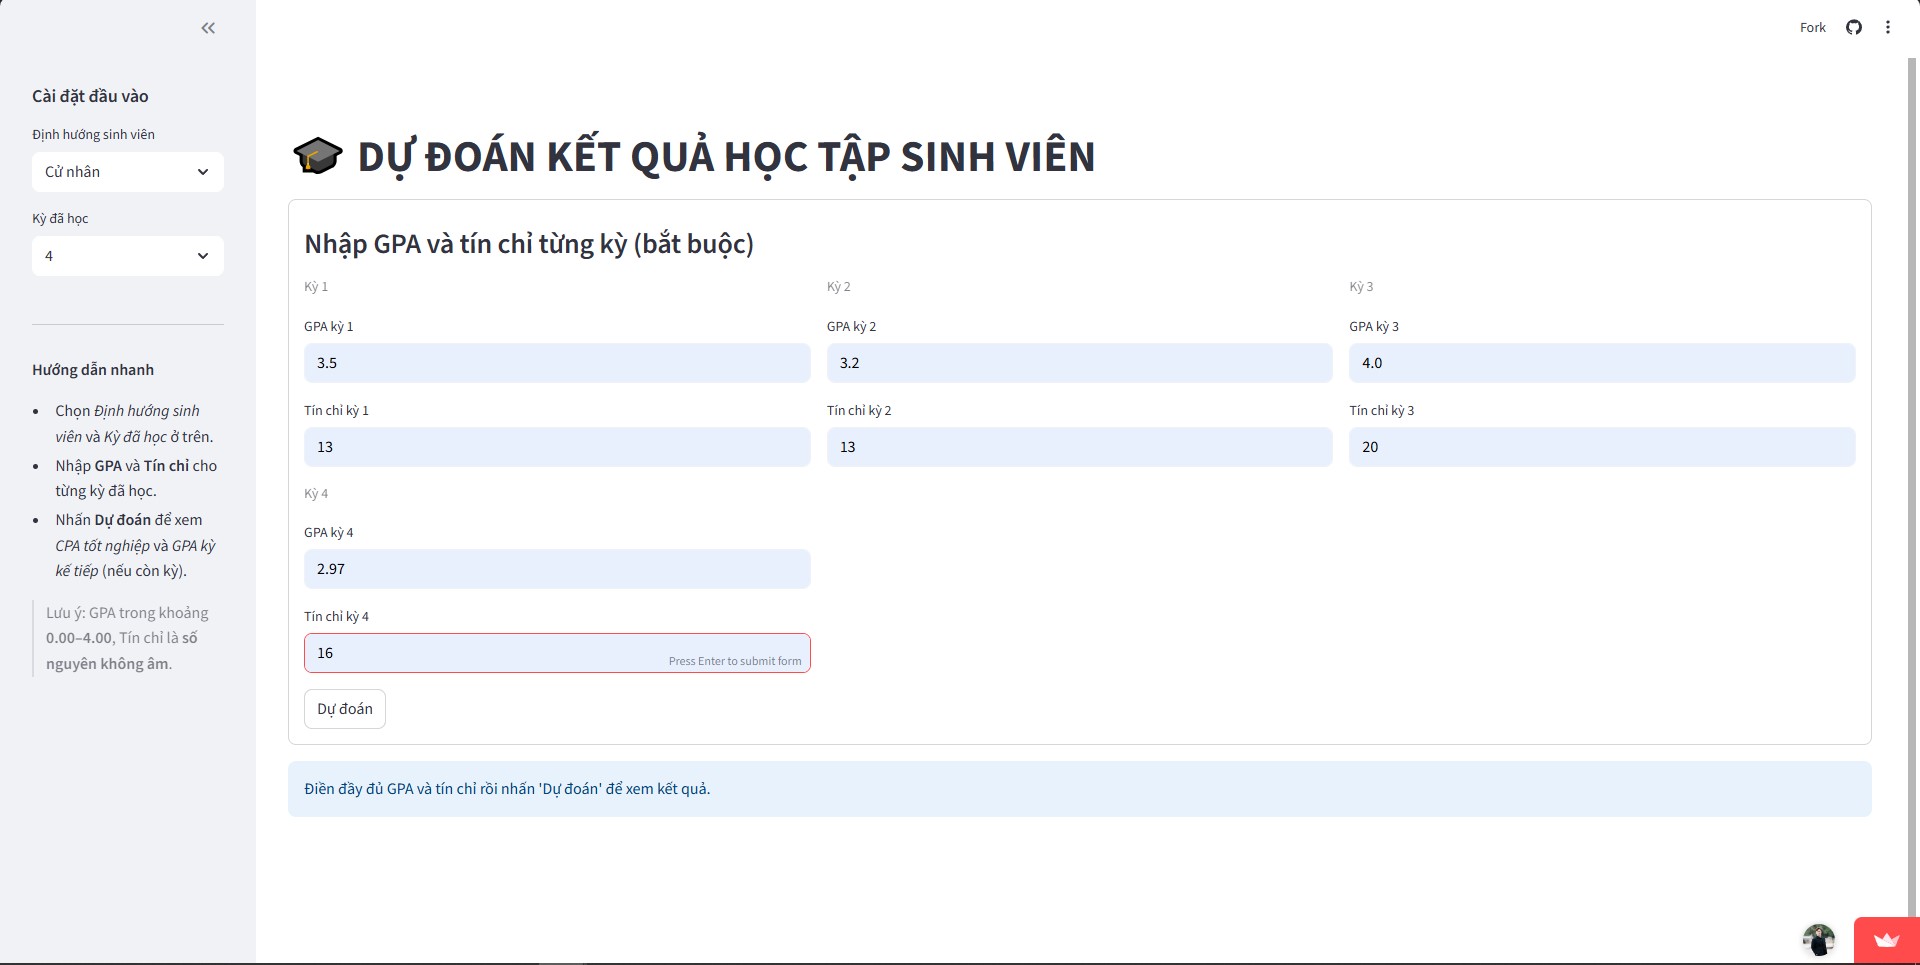 Fork
Cài đặt đầu vào
Định hướng sinh viên
Cử nhân
Kỳ đã học
4
Hướng dẫn nhanh
Chọn Định hướng sinh
viên và Kỳ đã học ở trên.
Nhập GPA và Tín chỉ cho
từng kỳ đã học.
Nhấn Dự đoán để xem
CPA tốt nghiệp và GPA kỳ
kế tiếp (nếu còn kỳ).
Lưu ý: GPA trong khoảng
0.00–4.00, Tín chỉ là số
nguyên không âm.
DỰ ĐOÁN KẾT QUẢ HỌC TẬP SINH VIÊN
Nhập GPA và tín chỉ từng kỳ (bắt buộc)
Kỳ 1
GPA kỳ 1
3.5
Tín chỉ kỳ 1
13
Kỳ 2
GPA kỳ 2
3.2
Tín chỉ kỳ 2
13
Kỳ 3
GPA kỳ 3
4.0
Tín chỉ kỳ 3
20
Kỳ 4
GPA kỳ 4
2.97
Tín chỉ kỳ 4
16
Press Enter to submit form
Dự đoán
Điền đầy đủ GPA và tín chỉ rồi nhấn 'Dự đoán' để xem kết quả.